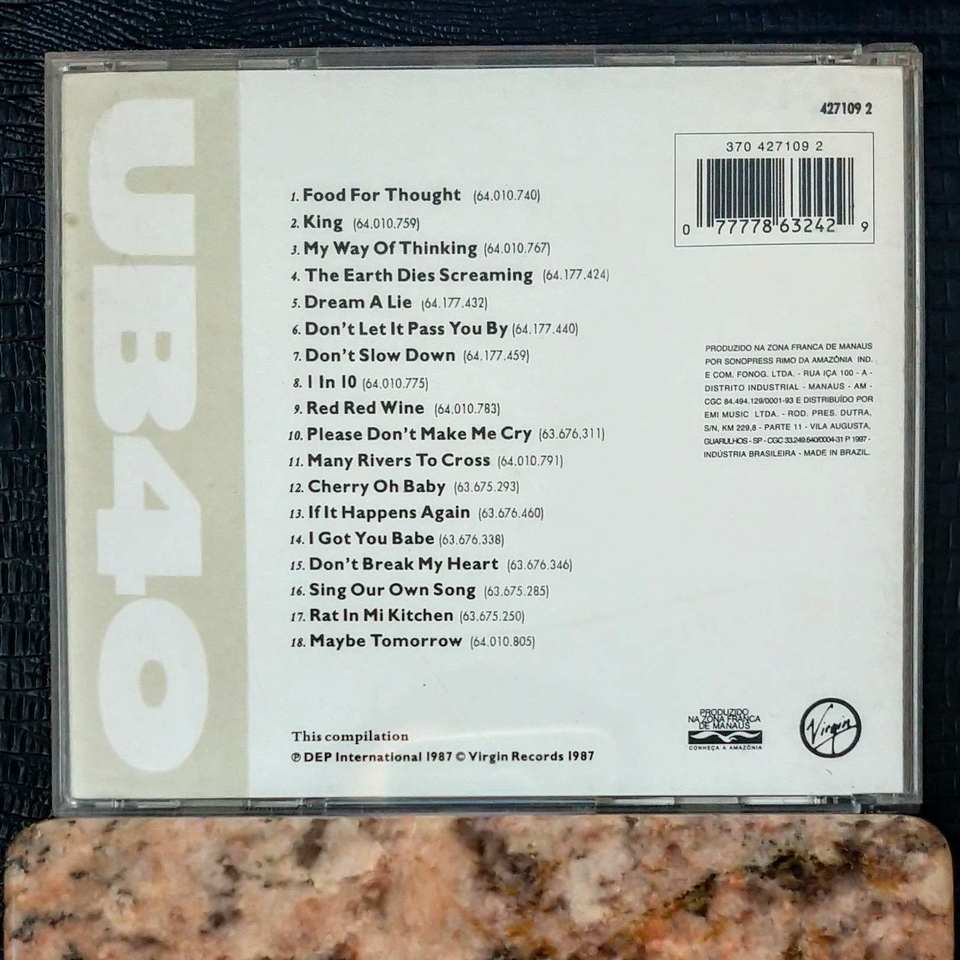 UB40
427109 2
370 427109 2
0 77778 63242 9
1. Food For Thought (64.010.740)
2. King (64.010.759)
3. My Way Of Thinking (64.010.767)
4. The Earth Dies Screaming (64.177.424)
5. Dream A Lie (64.177.432)
6. Don't Let It Pass You By (64.177.440)
7. Don't Slow Down (64.177.459)
8. 1 In 10 (64.010.775)
9. Red Red Wine (64.010.783)
10. Please Don't Make Me Cry (63.676.311)
11. Many Rivers To Cross (64.010.791)
12. Cherry Oh Baby (63.675.293)
13. If It Happens Again (63.676.460)
14. I Got You Babe (63.676.338)
15. Don't Break My Heart (63.676.346)
16. Sing Our Own Song (63.675.285)
17. Rat In Mi Kitchen (63.675.250)
18. Maybe Tomorrow (64.010.805)
PRODUZIDO NA ZONA FRANCA DE MANAUS
POR SONOPRESS RIMO DA AMAZÔNIA IND.
E COM. FONOG. LTDA. - RUA IÇA 100 - A -
DISTRITO INDUSTRIAL - MANAUS - AM -
CGC 84.494.129/0001-93 E DISTRIBUÍDO POR
EMI MUSIC LTDA. - ROD. PRES. DUTRA,
S/N, KM 229,8 - PARTE 11 - VILA AUGUSTA,
GUARULHOS - SP - CGC 33.249.640/0004-31 P 1997 -
INDÚSTRIA BRASILEIRA - MADE IN BRAZIL.
This compilation
℗ DEP International 1987 © Virgin Records 1987
PRODUZIDO
NA ZONA FRANCA
DE MANAUS
CONHEÇA A AMAZÔNIA
Virgin